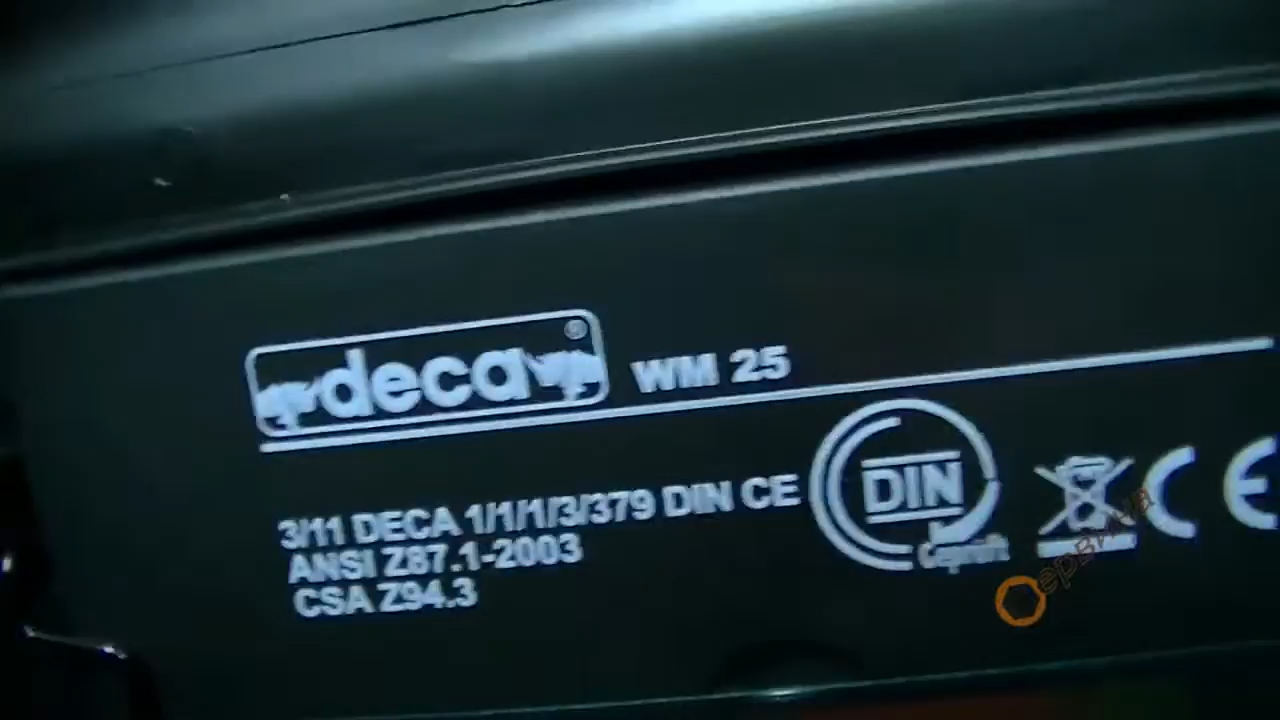 deca® WM 25
3/11 DECA 1/1/1/3/379 DIN CE
ANSI Z87.1-2003
CSA Z94.3
DIN
Geprüft
CE